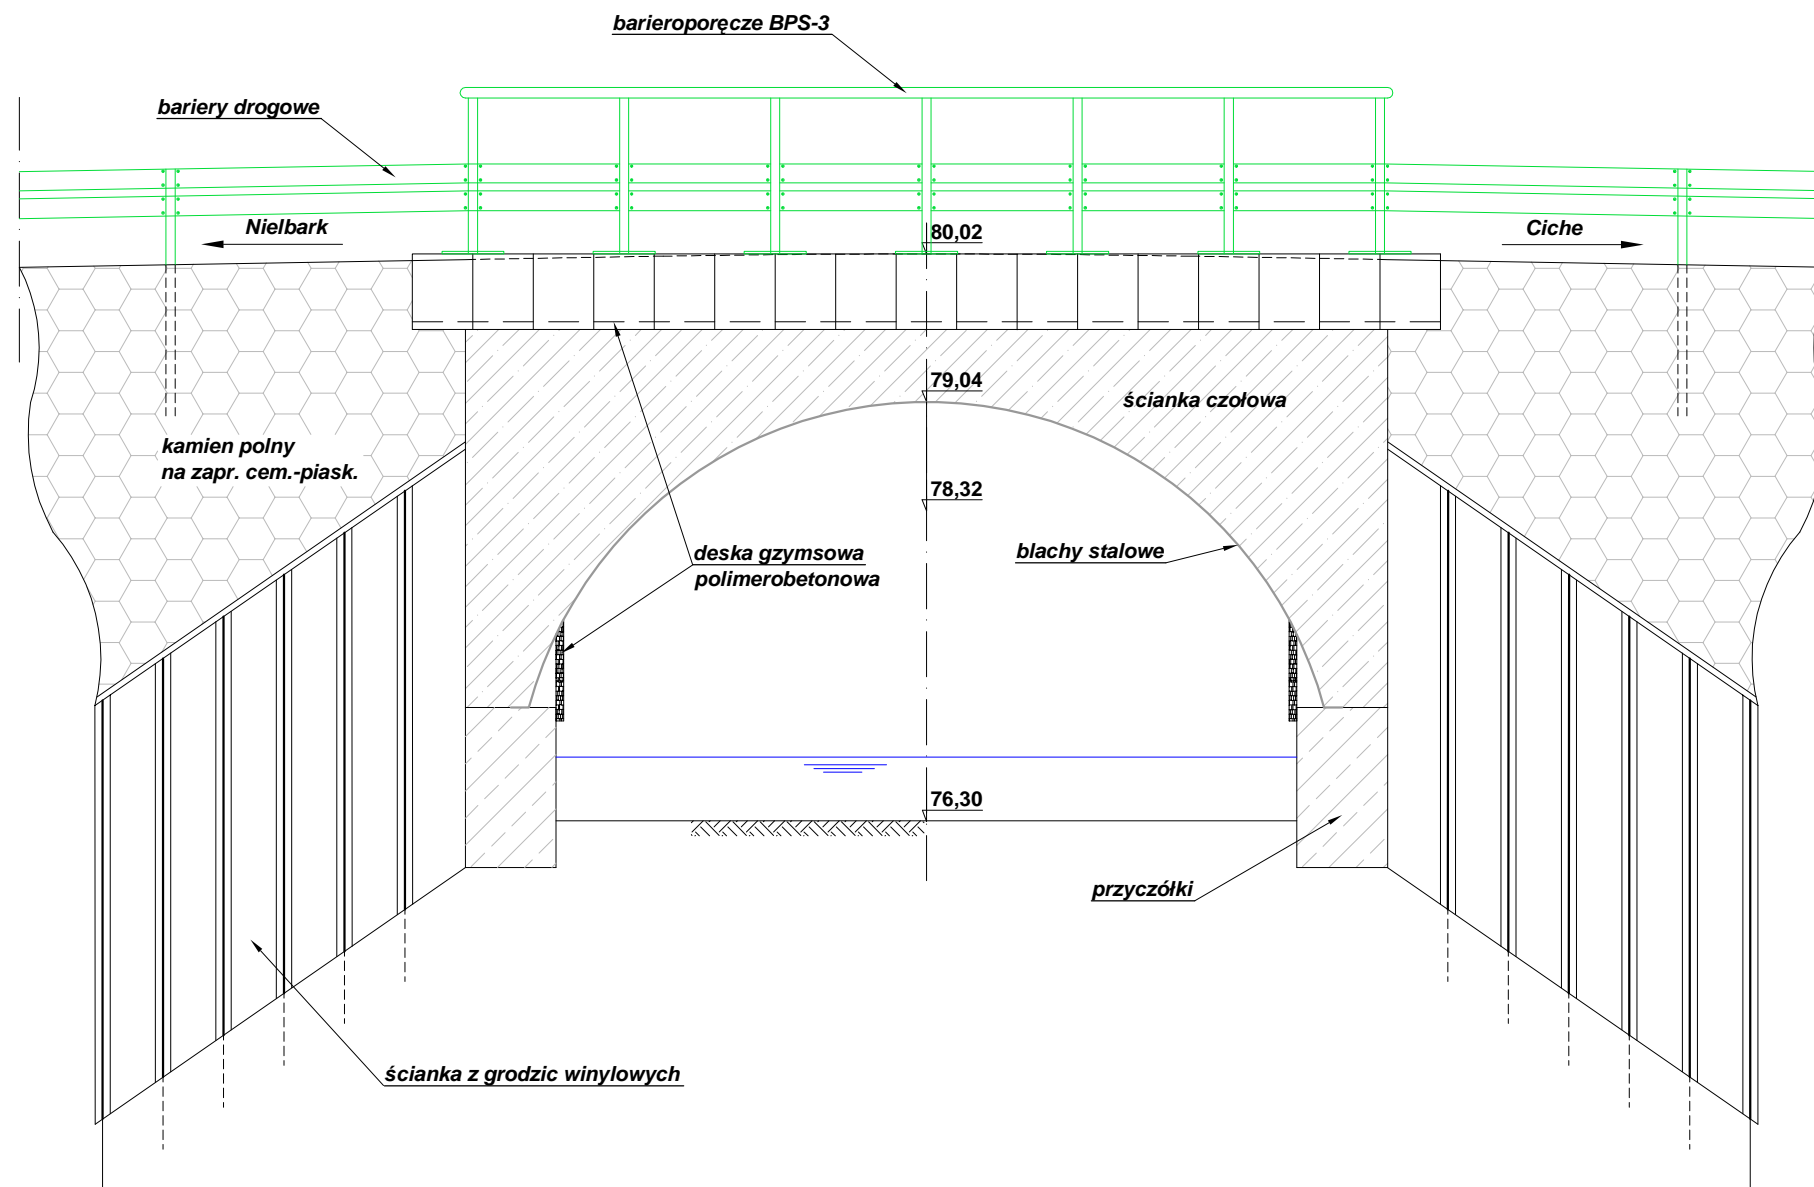 barieroporęcze BPS-3
bariery drogowe
Nielbark
80,02
Ciche
79,04
ścianka czołowa
kamien polny
na zapr. cem.-piask.
78,32
deska gzymsowa
polimerobetonowa
blachy stalowe
76,30
przyczółki
ścianka z grodzic winylowych